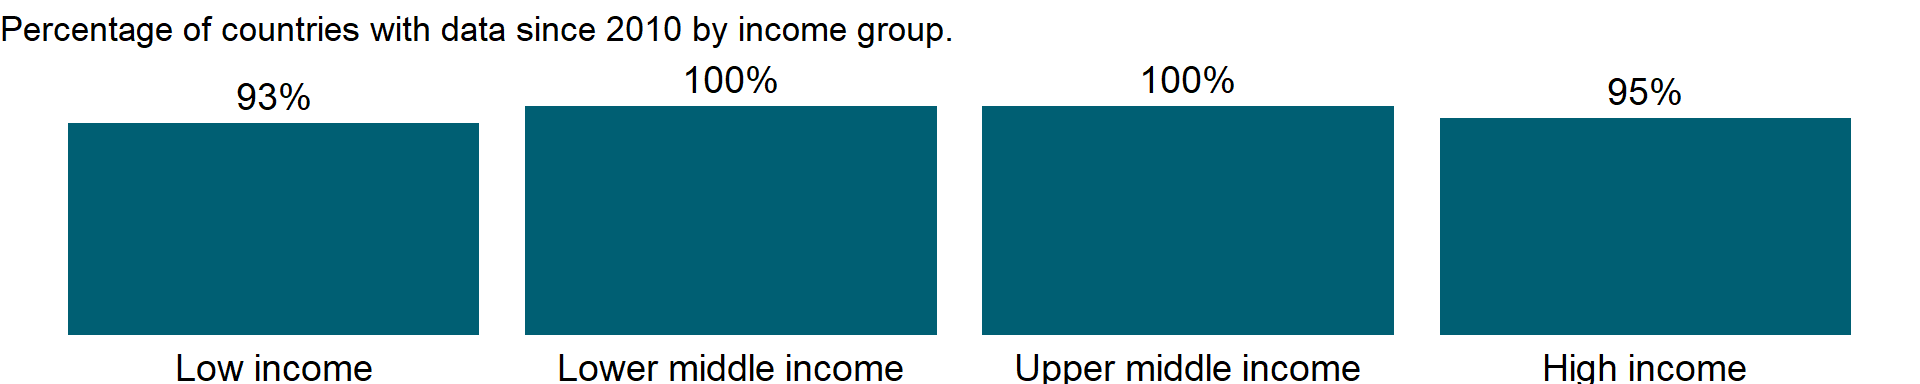 Percentage of countries with data since 2010 by income group.
93%
100%
100%
95%
Low income
Lower middle income
Upper middle income
High income